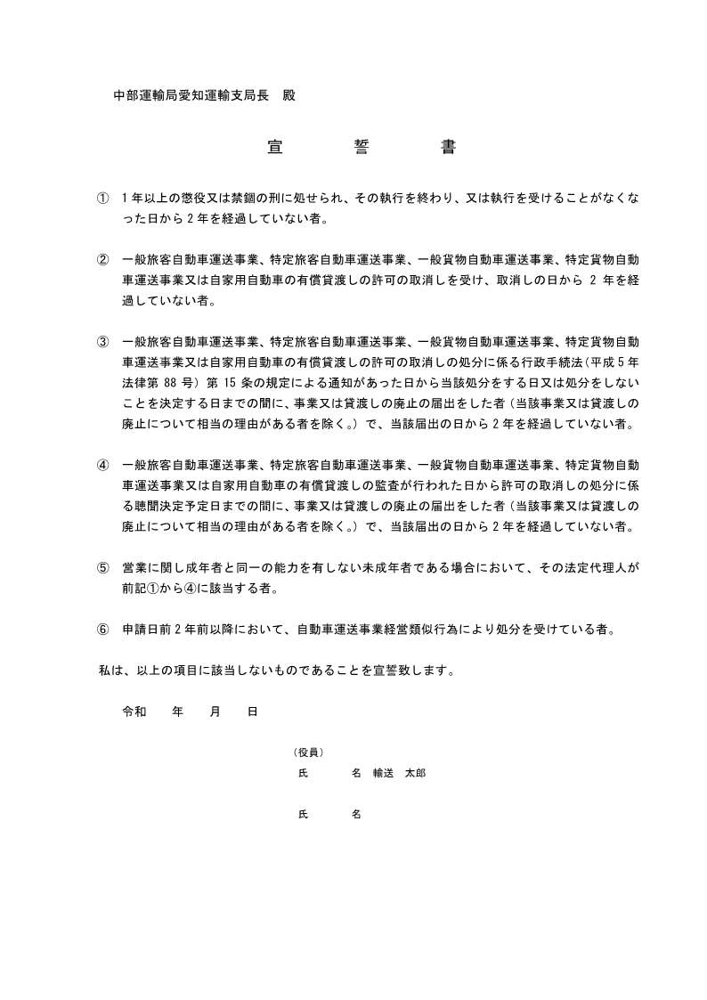 中部運輸局愛知運輸支局長　殿
宣　誓　書
① 1年以上の懲役又は禁錮の刑に処せられ、その執行を終わり、又は執行を受けることがなくな
った日から2年を経過していない者。
② 一般旅客自動車運送事業、特定旅客自動車運送事業、一般貨物自動車運送事業、特定貨物自動
車運送事業又は自家用自動車の有償貸渡しの許可の取消しを受け、取消しの日から 2 年を経
過していない者。
③ 一般旅客自動車運送事業、特定旅客自動車運送事業、一般貨物自動車運送事業、特定貨物自動
車運送事業又は自家用自動車の有償貸渡しの許可の取消しの処分に係る行政手続法（平成5年
法律第 88 号）第 15 条の規定による通知があった日から当該処分をする日又は処分をしない
ことを決定する日までの間に、事業又は貸渡しの廃止の届出をした者（当該事業又は貸渡しの
廃止について相当の理由がある者を除く。）で、当該届出の日から2年を経過していない者。
④ 一般旅客自動車運送事業、特定旅客自動車運送事業、一般貨物自動車運送事業、特定貨物自動
車運送事業又は自家用自動車の有償貸渡しの監査が行われた日から許可の取消しの処分に係
る聴聞決定予定日までの間に、事業又は貸渡しの廃止の届出をした者（当該事業又は貸渡しの
廃止について相当の理由がある者を除く。）で、当該届出の日から2年を経過していない者。
⑤ 営業に関し成年者と同一の能力を有しない未成年者である場合において、その法定代理人が
前記①から④に該当する者。
⑥ 申請日前2年前以降において、自動車運送事業経営類似行為により処分を受けている者。
私は、以上の項目に該当しないものであることを宣誓致します。
令和　　年　　月　　日
（役員）
氏　　　　名　輸送　太郎
氏　　　　名